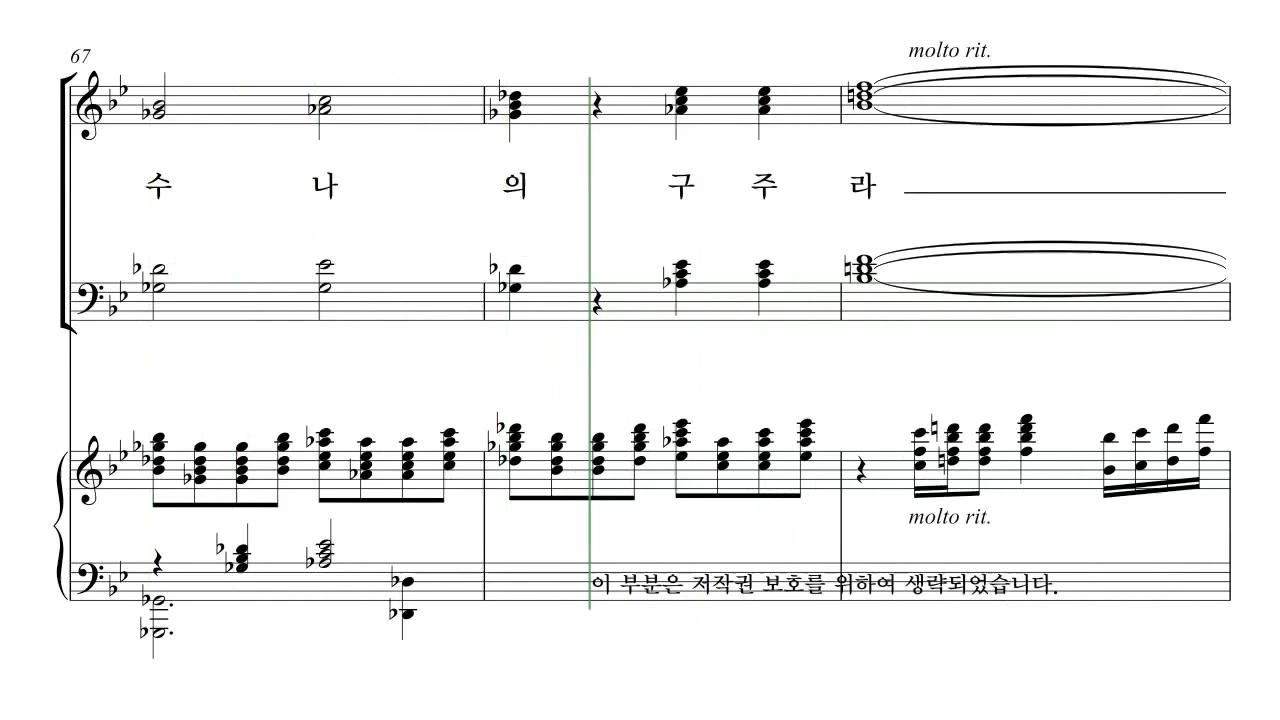 67
molto rit.
수 나 의 구 주 라
molto rit.
이 부분은 저작권 보호를 위하여 생략되었습니다.